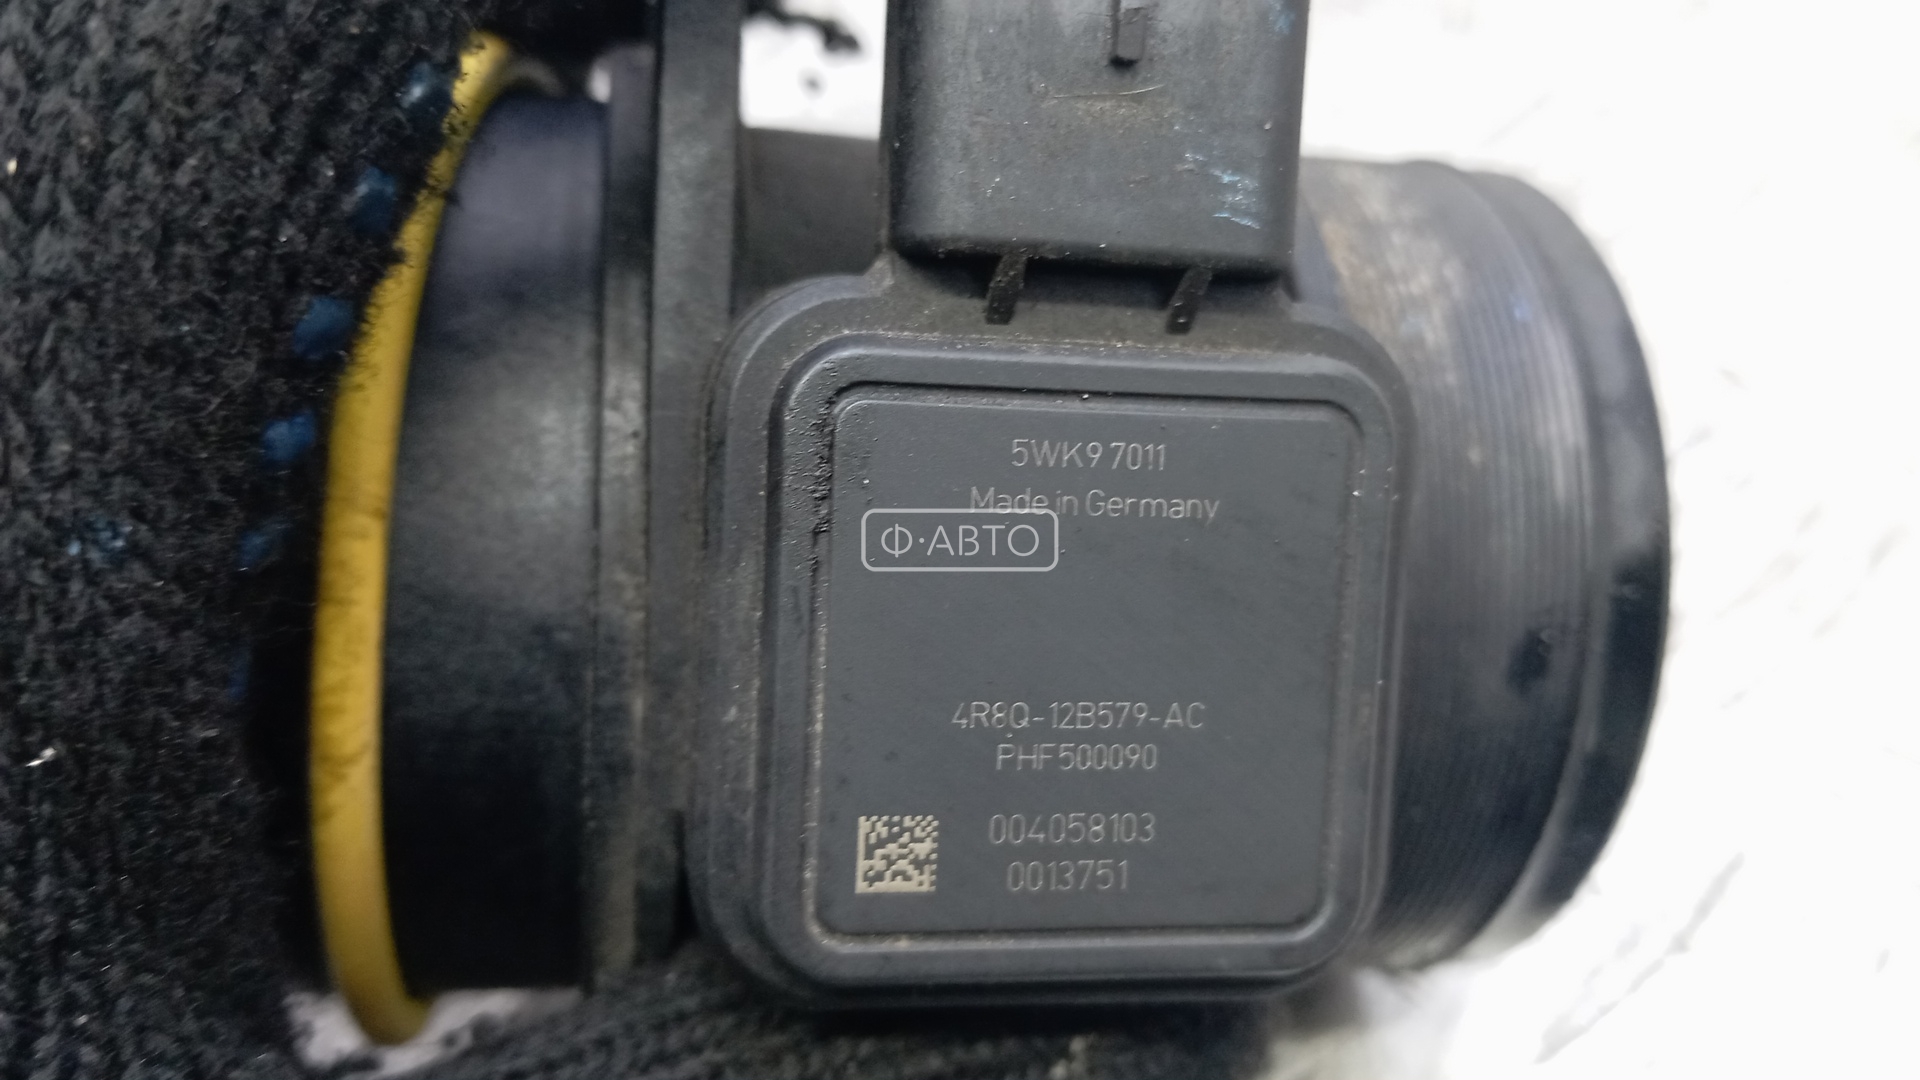 5WK9 7011
Made in Germany
Ф·АВТО
4R8Q-12B579-AC
PHF500090
004058103
0013751